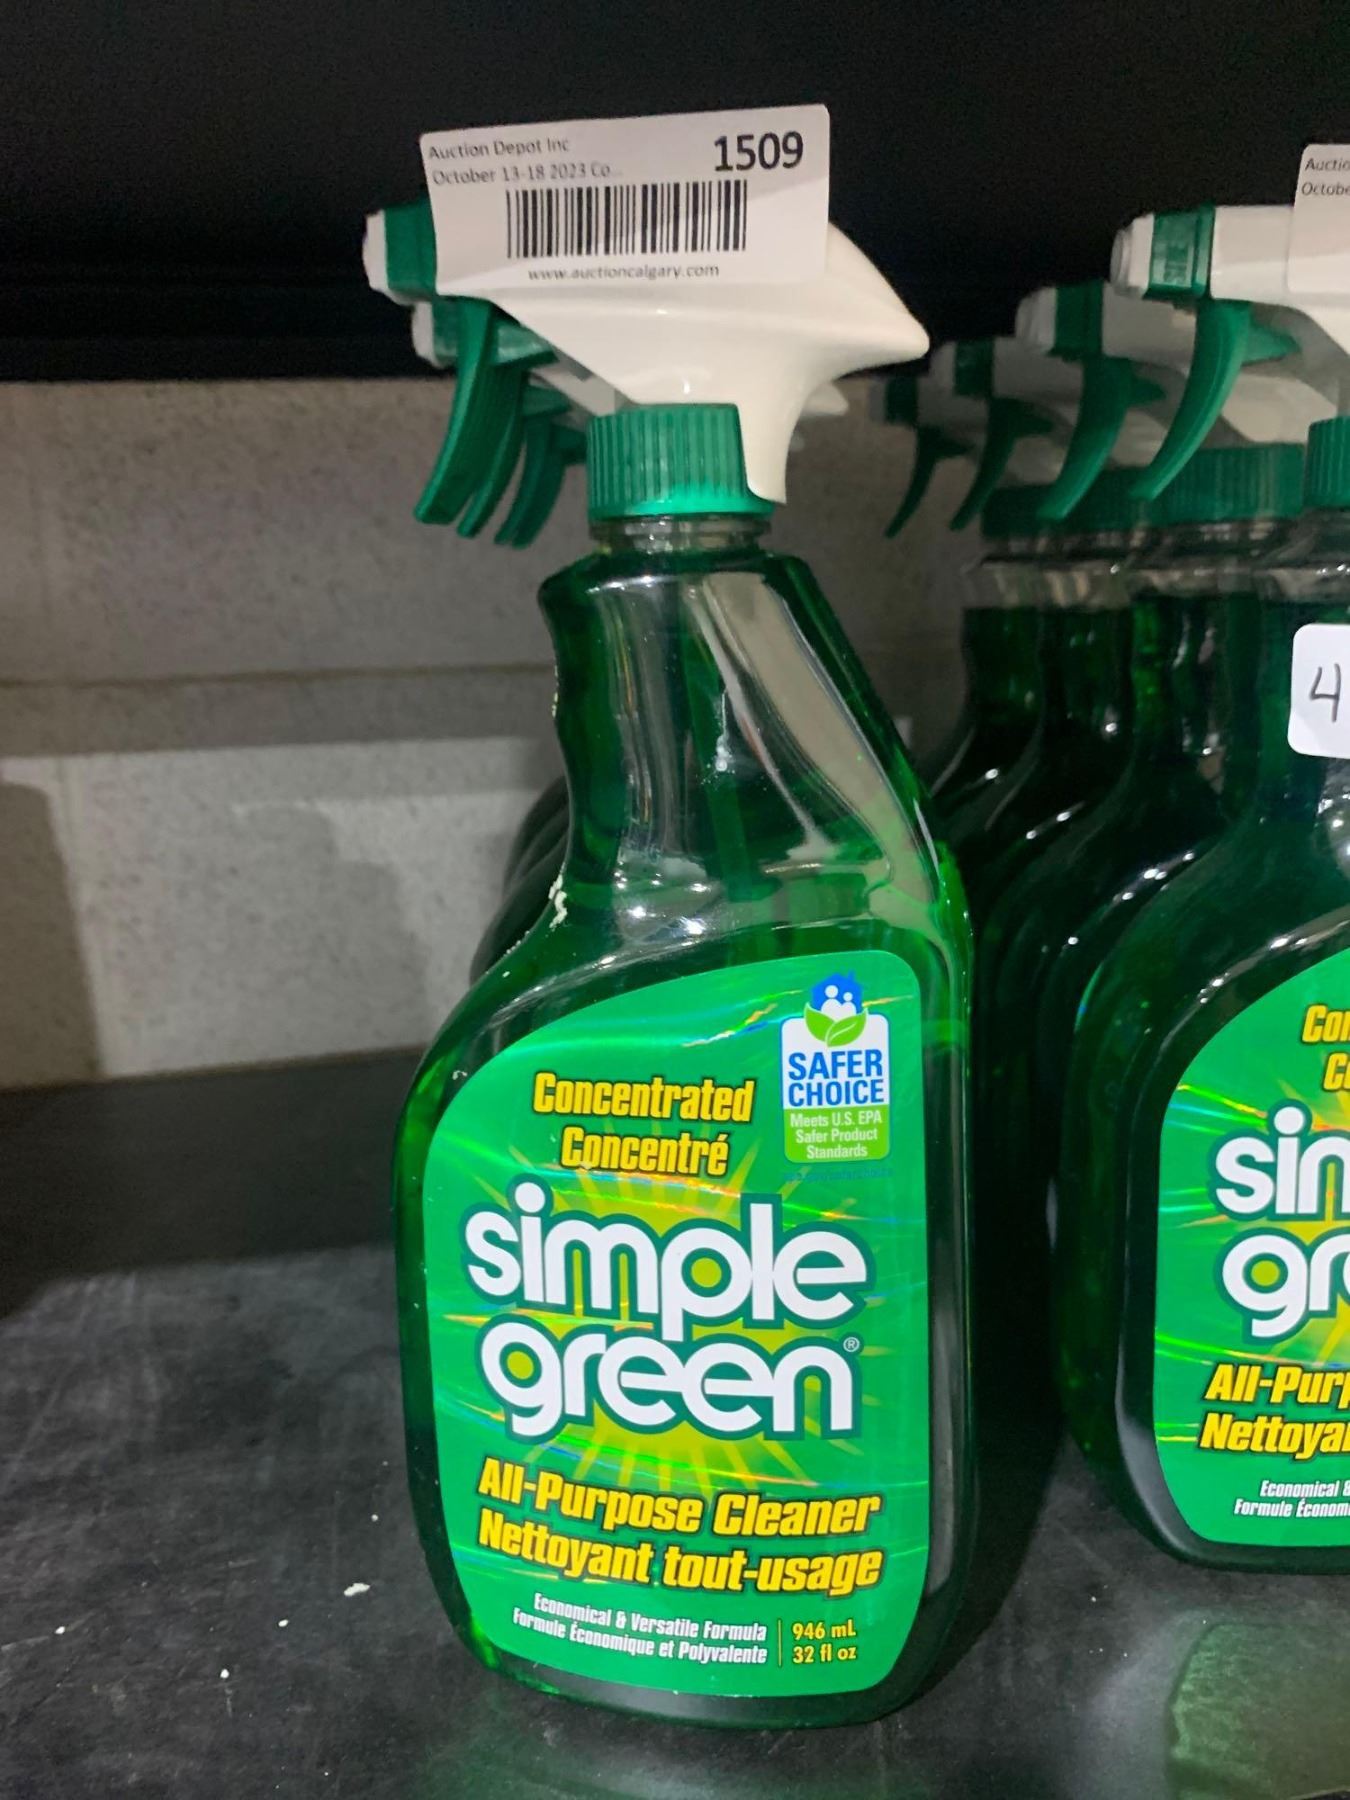 Auction Depot Inc
1509
October 13-18 2023 Co...
www.auctioncalgary.com
SAFER
CHOICE
Meets U.S. EPA
Safer Product
Standards
Concentrated
Concentré
simple
green®
All-Purpose Cleaner
Nettoyant tout-usage
Economical & Versatile Formula
Formule Économique et Polyvalente
946 mL
32 fl oz
4
Economical &